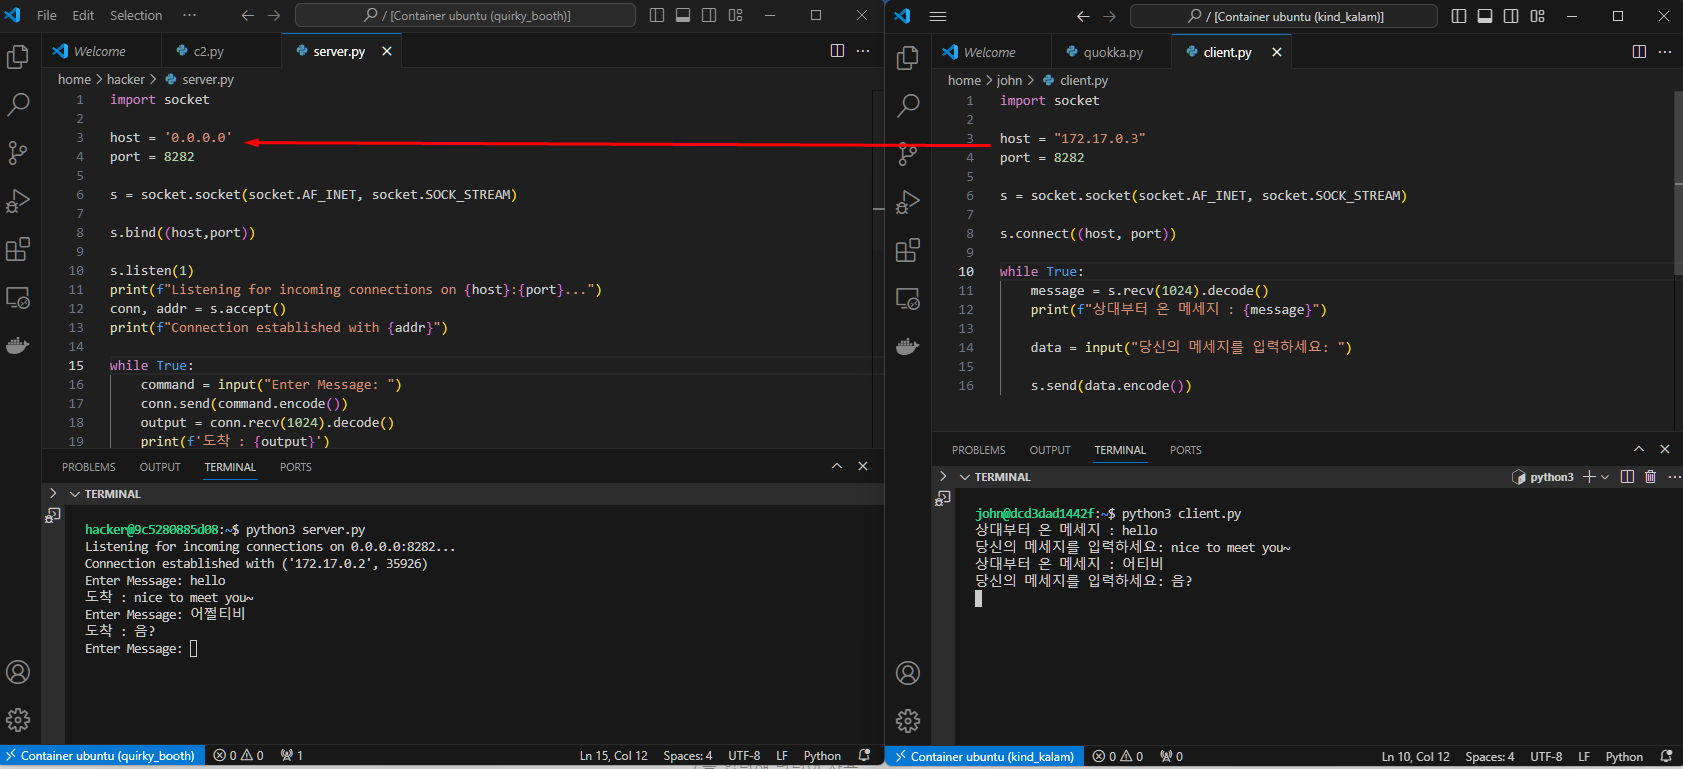 File Edit Selection ··· / [Container ubuntu (quirky_booth)]
Welcome c2.py server.py
home > hacker > server.py
1 import socket
2
3 host = '0.0.0.0'
4 port = 8282
5
6 s = socket.socket(socket.AF_INET, socket.SOCK_STREAM)
7
8 s.bind((host,port))
9
10 s.listen(1)
11 print(f"Listening for incoming connections on {host}:{port}...")
12 conn, addr = s.accept()
13 print(f"Connection established with {addr}")
14
15 while True:
16 command = input("Enter Message: ")
17 conn.send(command.encode())
18 output = conn.recv(1024).decode()
19 print(f'도착 : {output}')
PROBLEMS OUTPUT TERMINAL PORTS
TERMINAL
hacker@9c5280885d08:~$ python3 server.py
Listening for incoming connections on 0.0.0.0:8282...
Connection established with ('172.17.0.2', 35926)
Enter Message: hello
도착 : nice to meet you~
Enter Message: 어쩔티비
도착 : 음?
Enter Message:
Container ubuntu (quirky_booth) 0 0 1 Ln 15, Col 12 Spaces: 4 UTF-8 LF Python
/ [Container ubuntu (kind_kalam)]
Welcome quokka.py client.py
home > john > client.py
1 import socket
2
3 host = "172.17.0.3"
4 port = 8282
5
6 s = socket.socket(socket.AF_INET, socket.SOCK_STREAM)
7
8 s.connect((host, port))
9
10 while True:
11 message = s.recv(1024).decode()
12 print(f"상대부터 온 메세지 : {message}")
13
14 data = input("당신의 메세지를 입력하세요: ")
15
16 s.send(data.encode())
PROBLEMS OUTPUT TERMINAL PORTS
TERMINAL python3
john@dcd3dad1442f:~$ python3 client.py
상대부터 온 메세지 : hello
당신의 메세지를 입력하세요: nice to meet you~
상대부터 온 메세지 : 어티비
당신의 메세지를 입력하세요: 음?
Container ubuntu (kind_kalam) 0 0 0 Ln 10, Col 12 Spaces: 4 UTF-8 LF Python